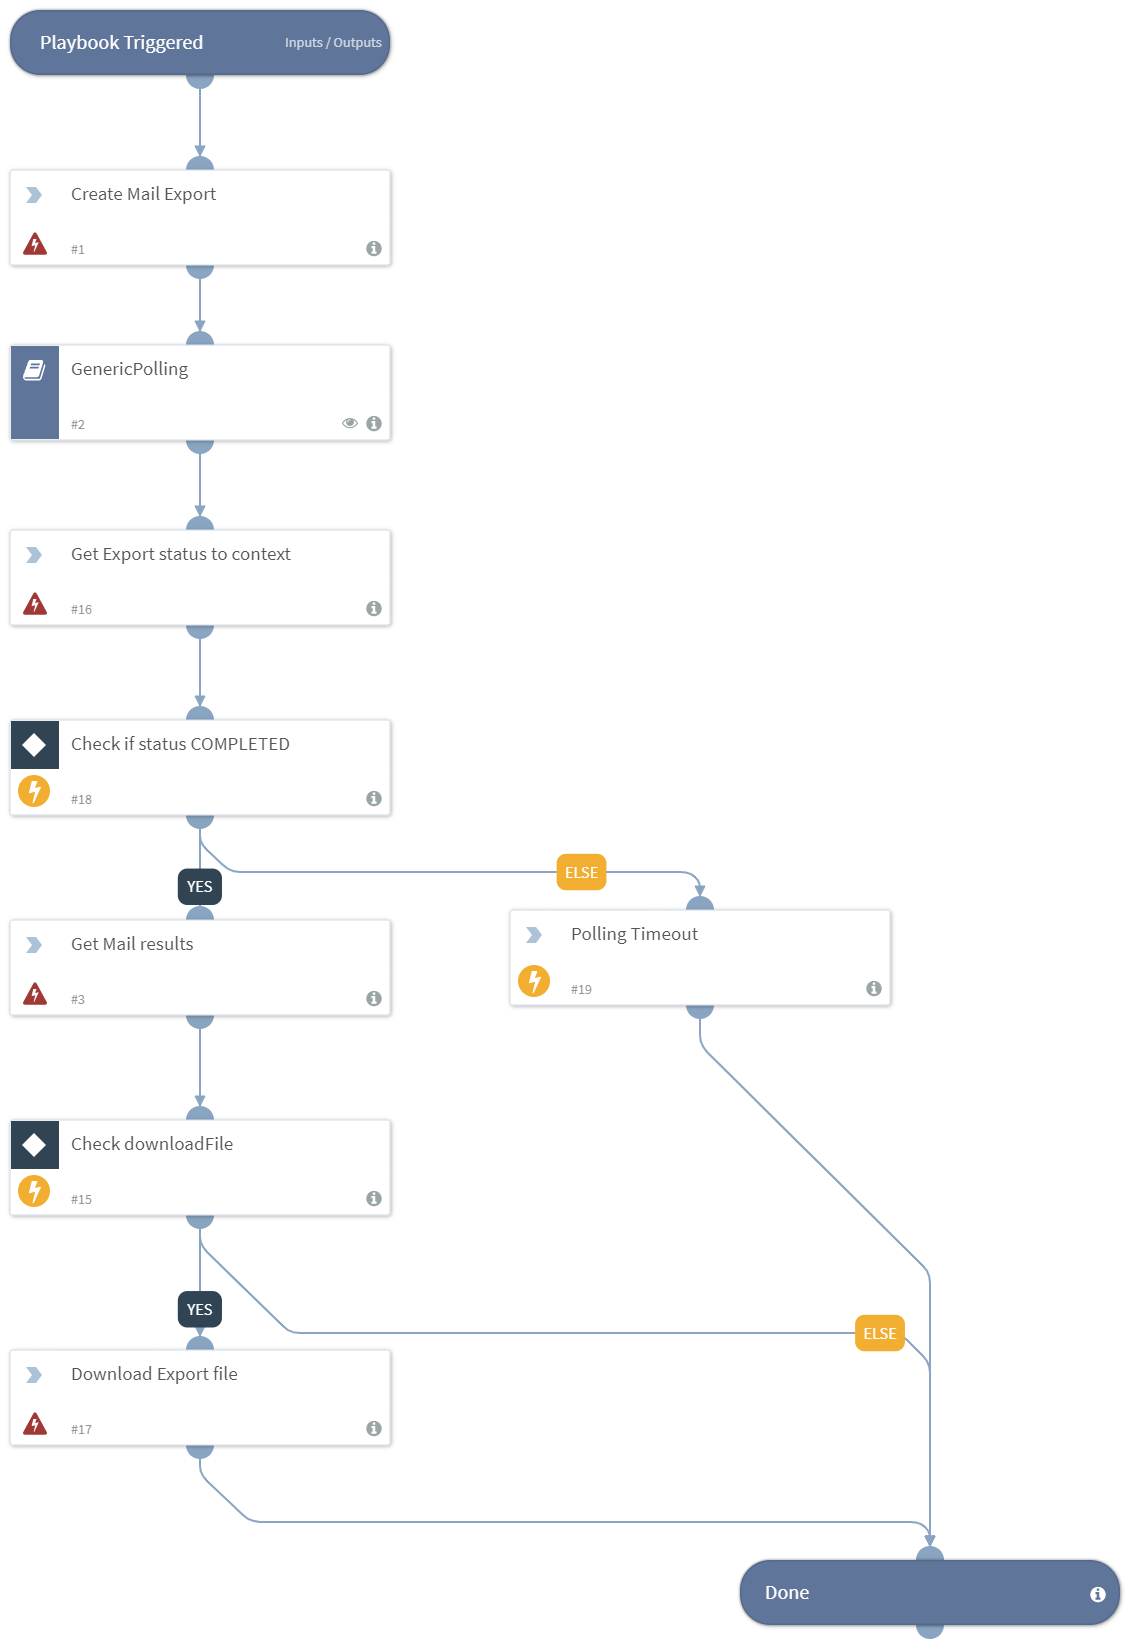 Playbook Triggered Inputs / Outputs
Create Mail Export
#1
GenericPolling
#2
Get Export status to context
#16
Check if status COMPLETED
#18
ELSE
YES
Get Mail results
#3
Polling Timeout
#19
Check downloadFile
#15
YES
ELSE
Download Export file
#17
Done